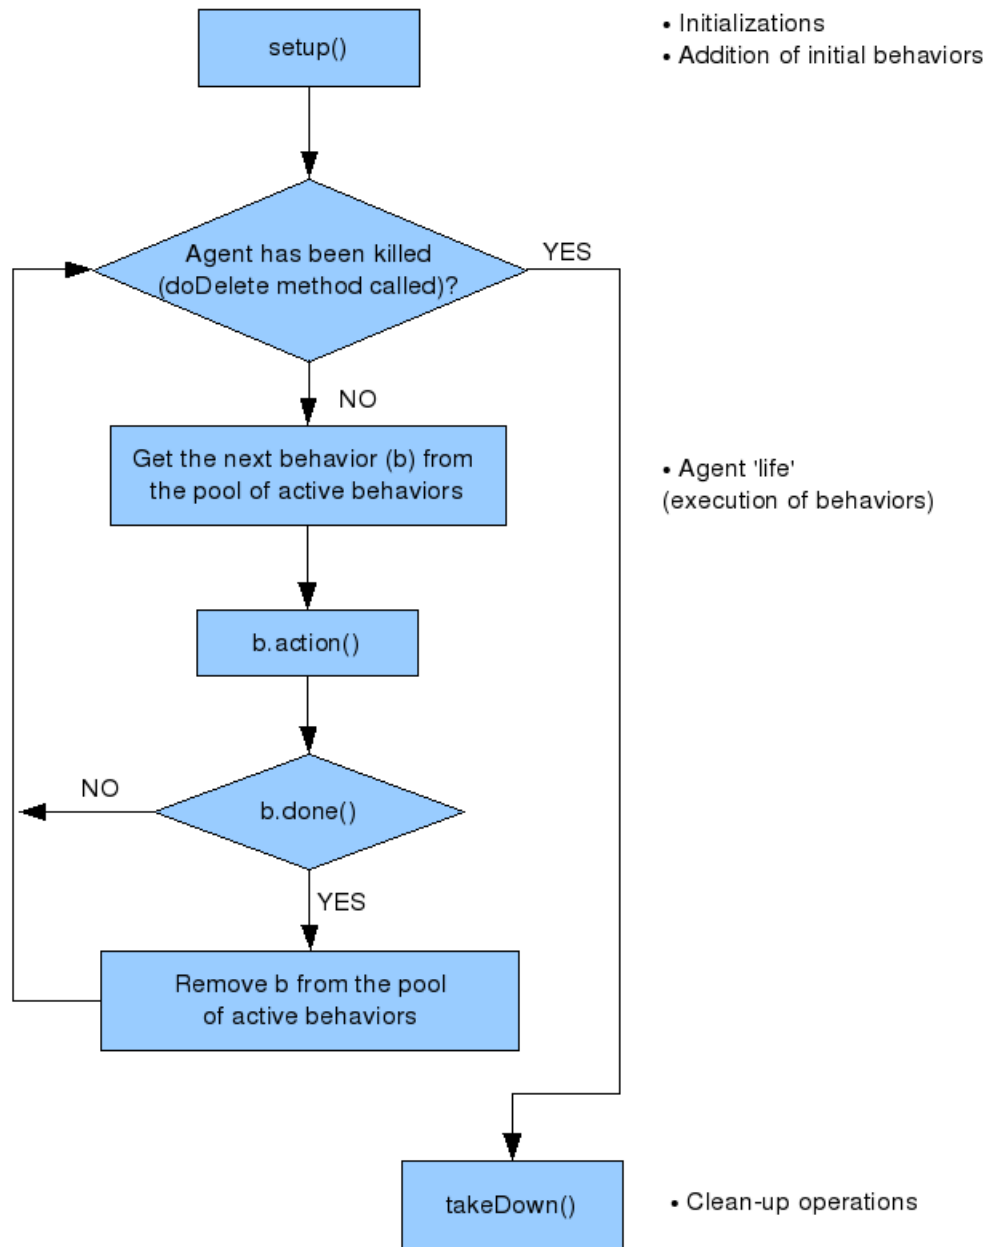 setup()
• Initializations
• Addition of initial behaviors
Agent has been killed
(doDelete method called)?
YES
NO
Get the next behavior (b) from
the pool of active behaviors
• Agent 'life'
(execution of behaviors)
b.action()
NO
b.done()
YES
Remove b from the pool
of active behaviors
takeDown()
• Clean-up operations